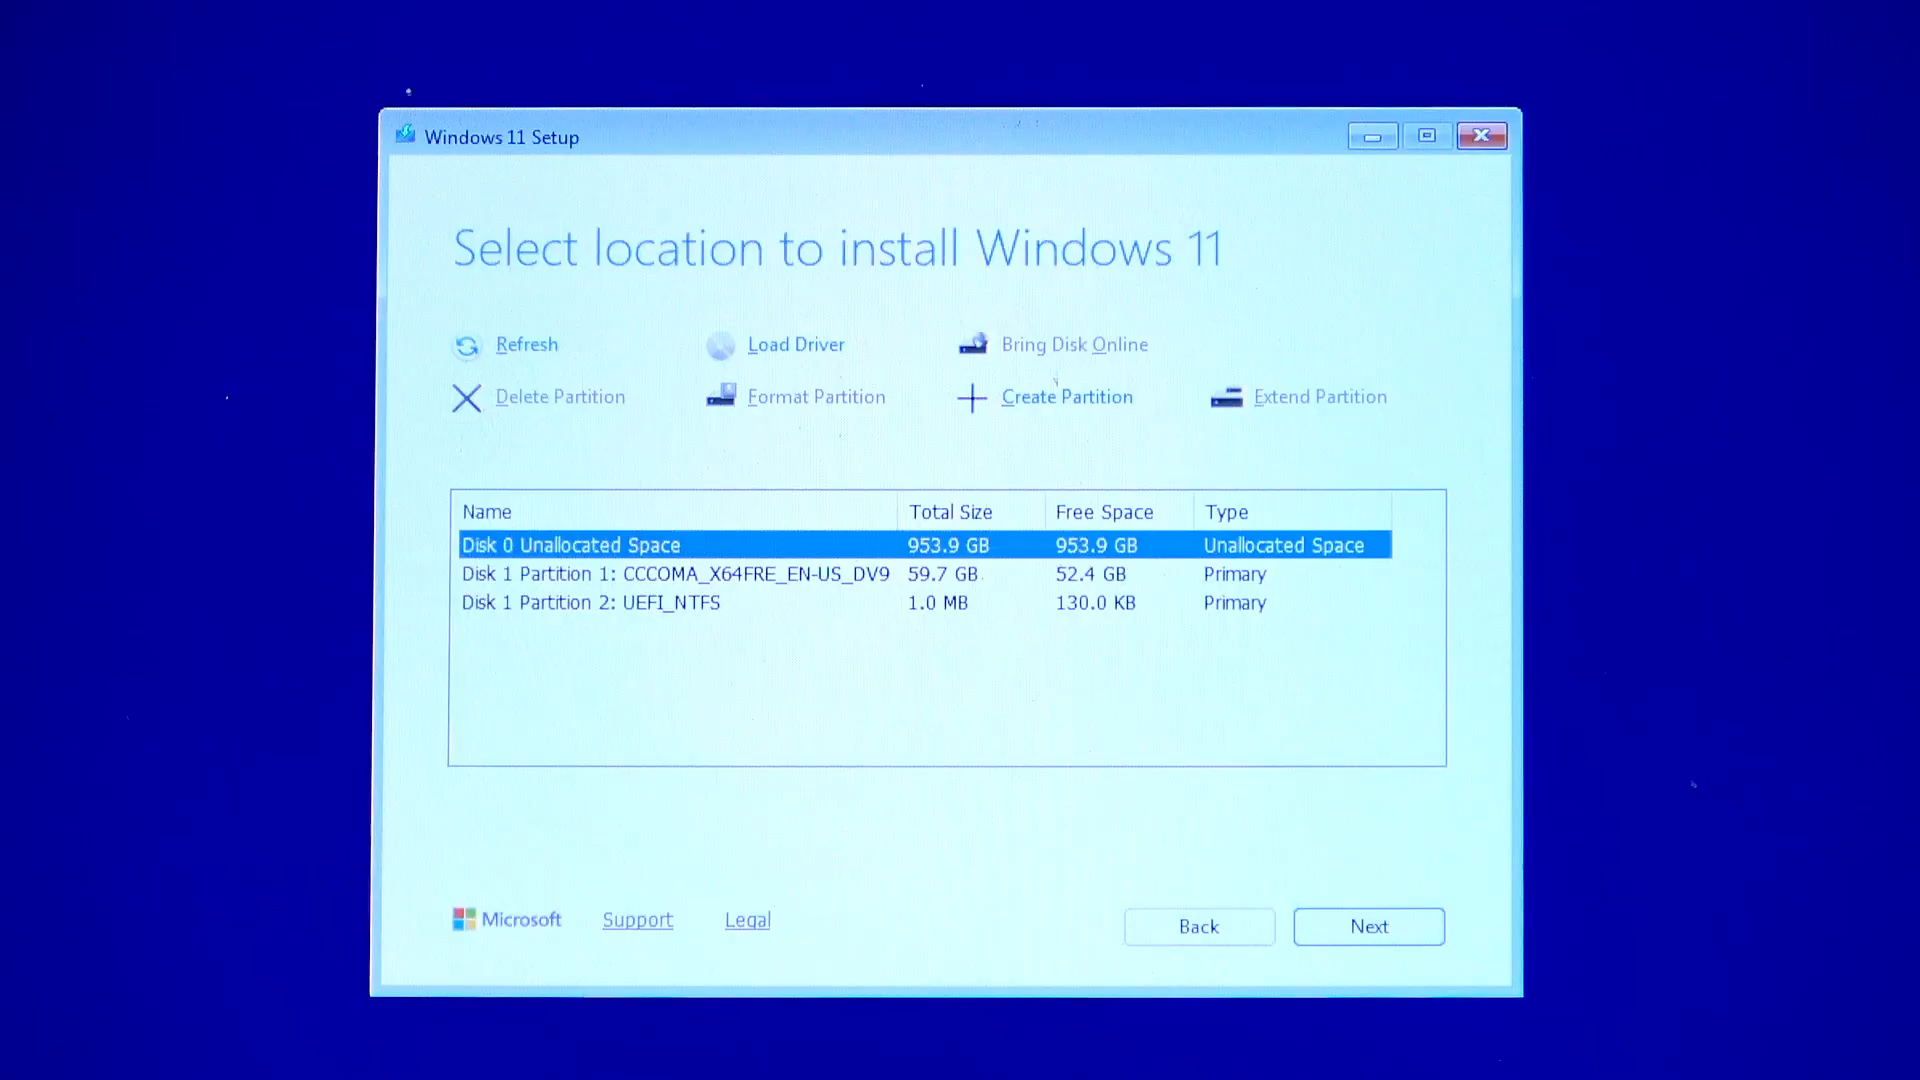 Windows 11 Setup
Select location to install Windows 11
Refresh Load Driver Bring Disk Online
Delete Partition Format Partition Create Partition Extend Partition
Name Total Size Free Space Type
Disk 0 Unallocated Space 953.9 GB 953.9 GB Unallocated Space
Disk 1 Partition 1: CCCOMA_X64FRE_EN-US_DV9 59.7 GB 52.4 GB Primary
Disk 1 Partition 2: UEFI_NTFS 1.0 MB 130.0 KB Primary
Microsoft Support Legal Back Next